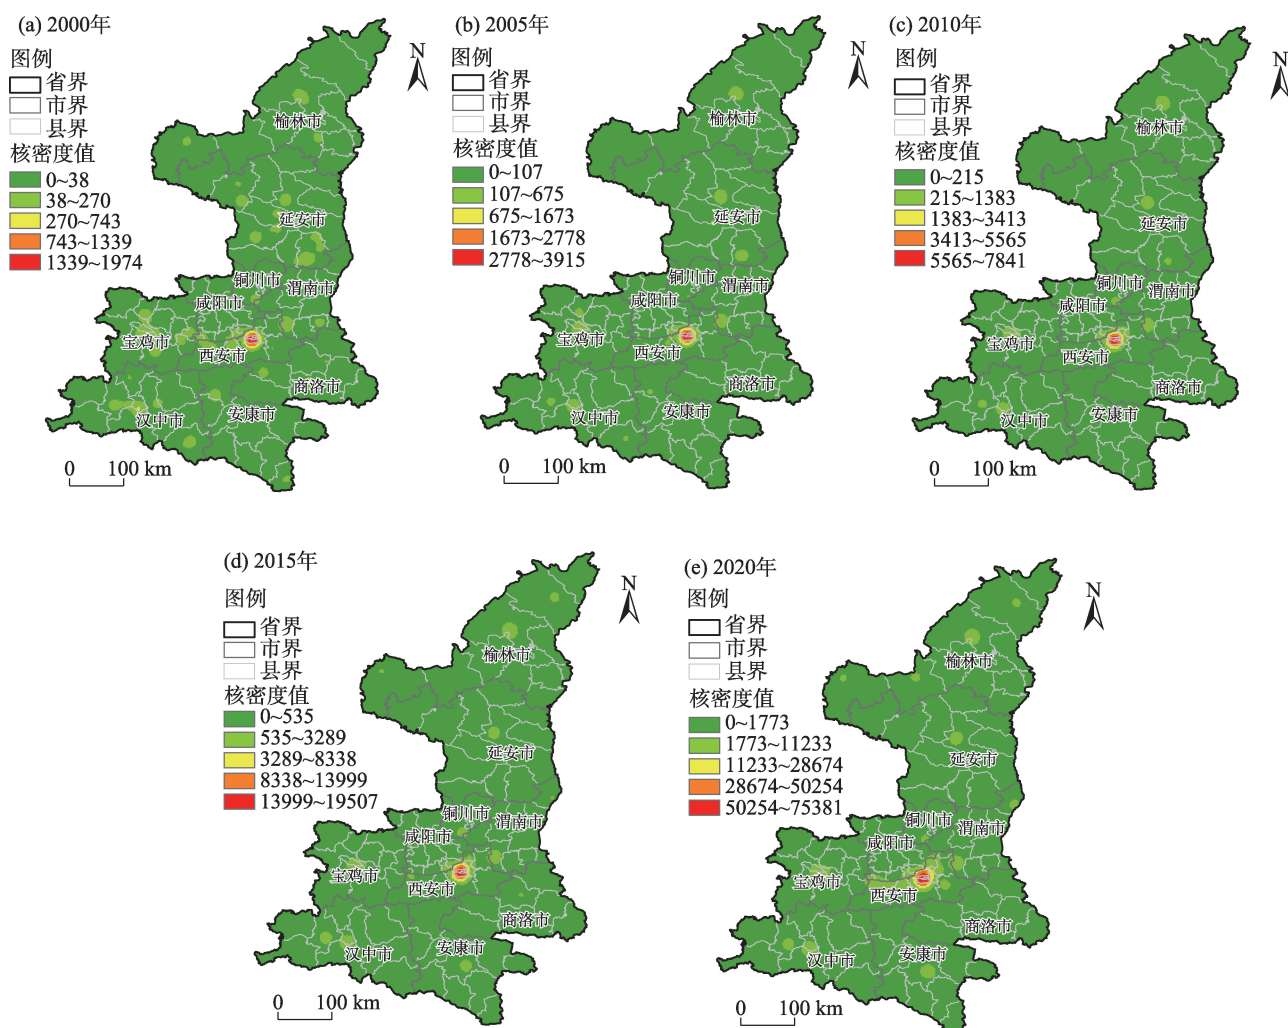 (a) 2000年
N
图例
省界
市界
县界
核密度值
0~38
38~270
270~743
743~1339
1339~1974
榆林市
延安市
铜川市
渭南市
咸阳市
宝鸡市
西安市
商洛市
汉中市
安康市
0 100 km
(b) 2005年
N
图例
省界
市界
县界
核密度值
0~107
107~675
675~1673
1673~2778
2778~3915
榆林市
延安市
铜川市
渭南市
咸阳市
宝鸡市
西安市
商洛市
汉中市
安康市
0 100 km
(c) 2010年
N
图例
省界
市界
县界
核密度值
0~215
215~1383
1383~3413
3413~5565
5565~7841
榆林市
延安市
铜川市
渭南市
咸阳市
宝鸡市
西安市
商洛市
汉中市
安康市
0 100 km
(d) 2015年
N
图例
省界
市界
县界
核密度值
0~535
535~3289
3289~8338
8338~13999
13999~19507
榆林市
延安市
铜川市
渭南市
咸阳市
宝鸡市
西安市
商洛市
汉中市
安康市
0 100 km
(e) 2020年
N
图例
省界
市界
县界
核密度值
0~1773
1773~11233
11233~28674
28674~50254
50254~75381
榆林市
延安市
铜川市
渭南市
咸阳市
宝鸡市
西安市
商洛市
汉中市
安康市
0 100 km